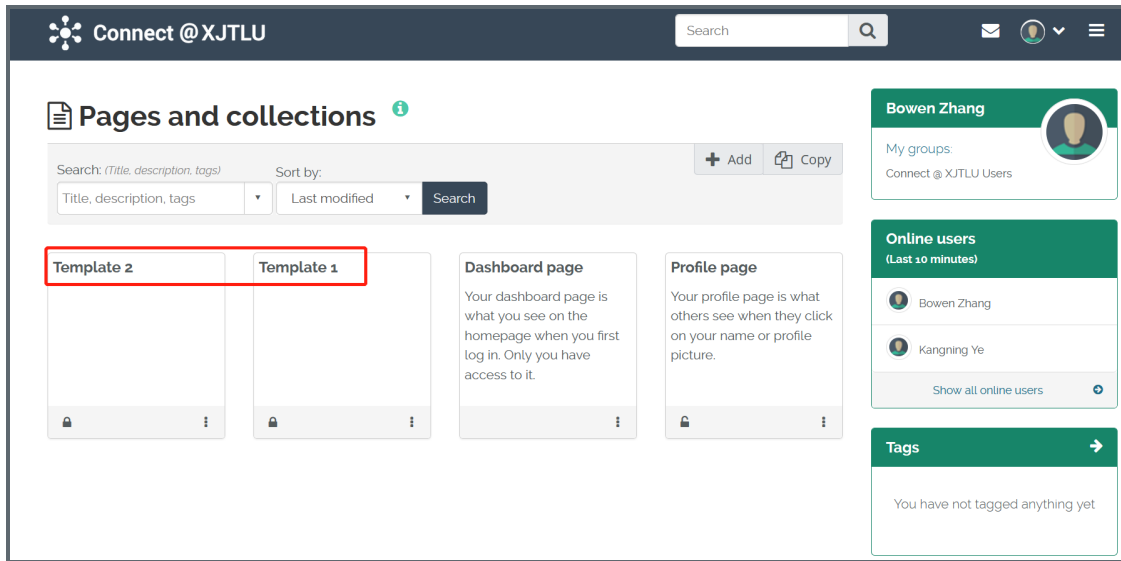 Connect @ XJTLU
Search
Pages and collections
Search: (Title, description, tags)
Sort by:
Title, description, tags
Last modified
Search
Add
Copy
Template 2
Template 1
Dashboard page
Your dashboard page is
what you see on the
homepage when you first
log in. Only you have
access to it.
Profile page
Your profile page is what
others see when they click
on your name or profile
picture.
Bowen Zhang
My groups:
Connect @ XJTLU Users
Online users
(Last 10 minutes)
Bowen Zhang
Kangning Ye
Show all online users
Tags
You have not tagged anything yet